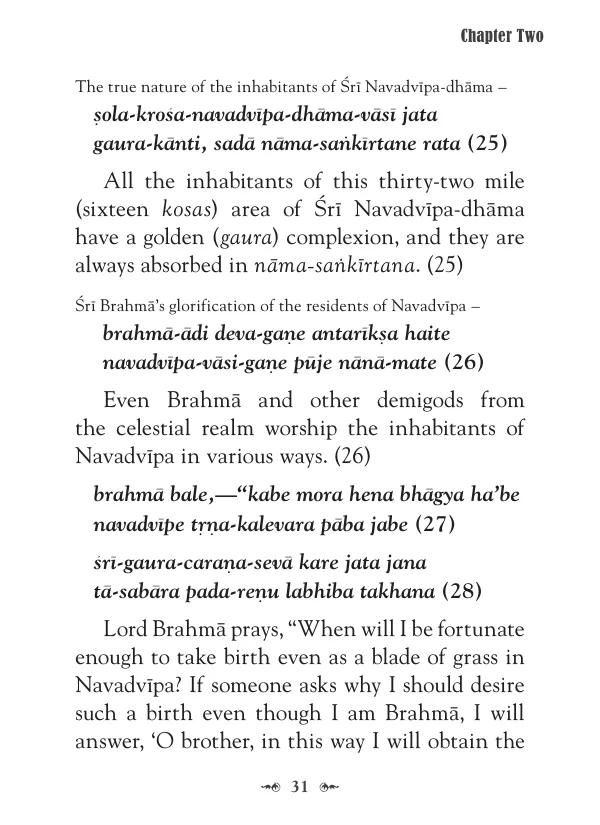 Chapter Two
The true nature of the inhabitants of Śrī Navadvīpa-dhāma –
ṣola-krośa-navadvīpa-dhāma-vāsī jata
gaura-kānti, sadā nāma-saṅkīrtane rata (25)
All the inhabitants of this thirty-two mile
(sixteen kosas) area of Śrī Navadvīpa-dhāma
have a golden (gaura) complexion, and they are
always absorbed in nāma-saṅkīrtana. (25)
Śrī Brahmā’s glorification of the residents of Navadvīpa –
brahmā-ādi deva-gaṇe antarīkṣa haite
navadvīpa-vāsi-gaṇe pūje nānā-mate (26)
Even Brahmā and other demigods from
the celestial realm worship the inhabitants of
Navadvīpa in various ways. (26)
brahmā bale,—“kabe mora hena bhāgya ha’be
navadvīpe tṛṇa-kalevara pāba jabe (27)
śrī-gaura-caraṇa-sevā kare jata jana
tā-sabāra pada-reṇu labhiba takhana (28)
Lord Brahmā prays, “When will I be fortunate
enough to take birth even as a blade of grass in
Navadvīpa? If someone asks why I should desire
such a birth even though I am Brahmā, I will
answer, ‘O brother, in this way I will obtain the
31